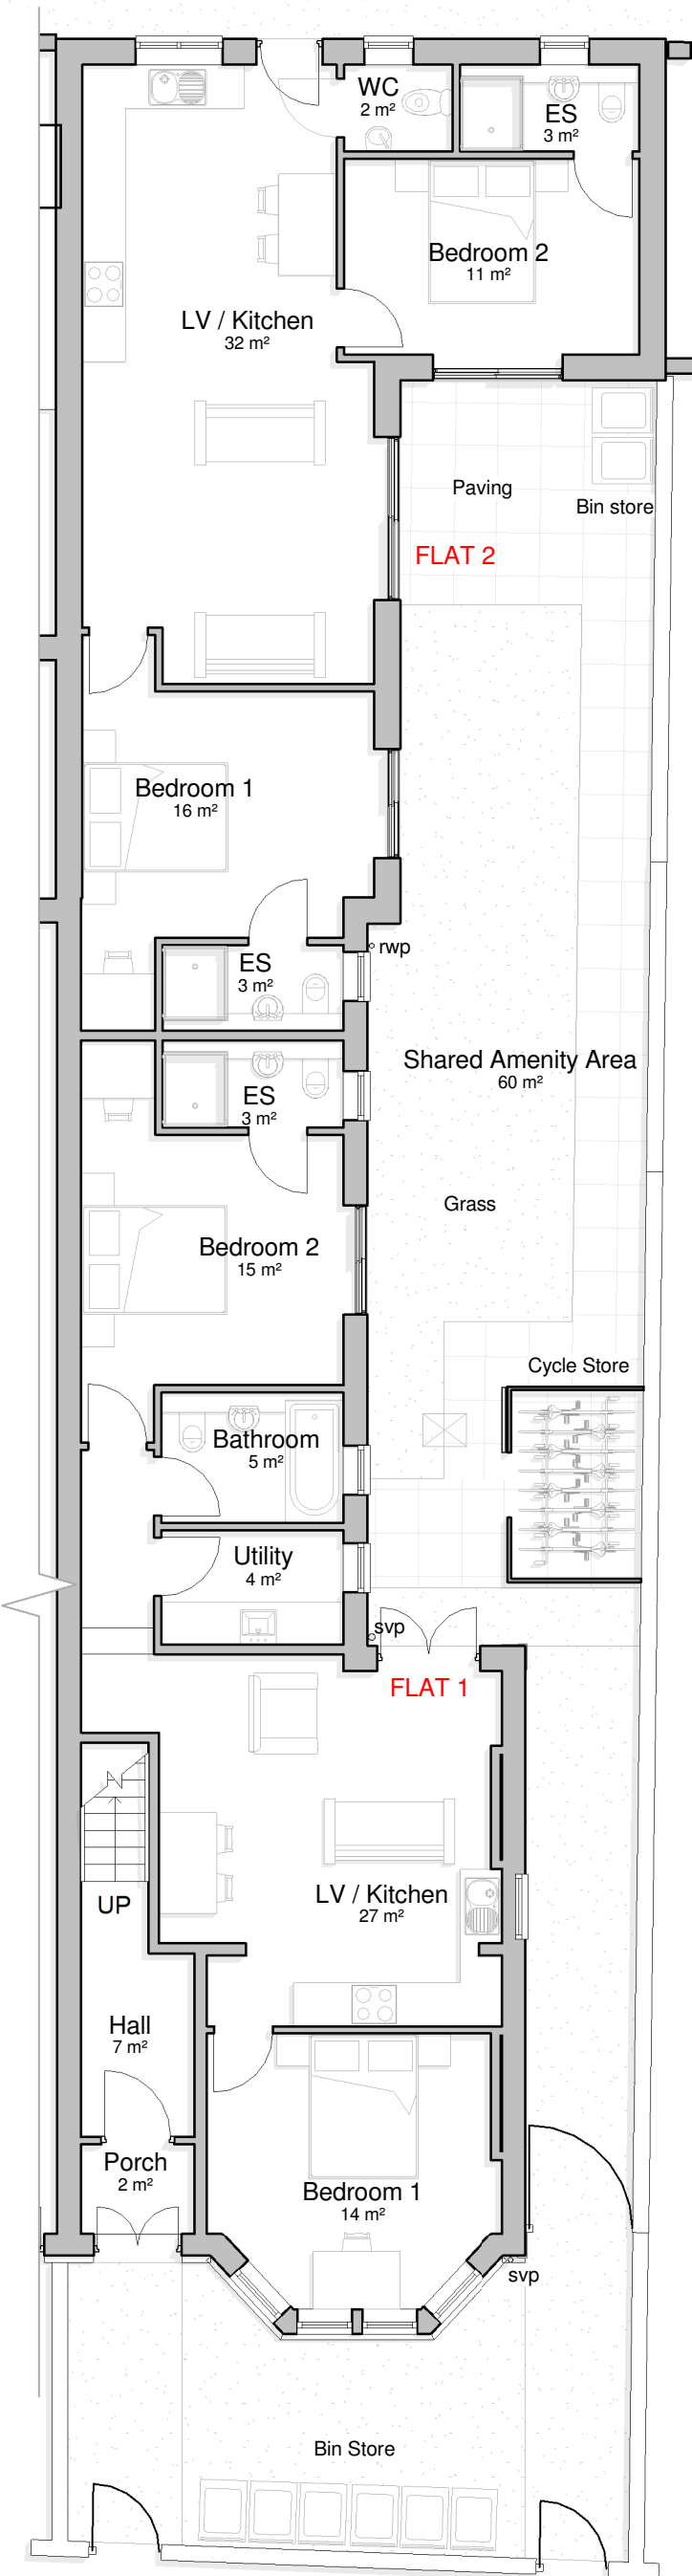 WC
2 m²
ES
3 m²
Bedroom 2
11 m²
LV / Kitchen
32 m²
Paving
Bin store
FLAT 2
Bedroom 1
16 m²
rwp
ES
3 m²
Shared Amenity Area
60 m²
ES
3 m²
Grass
Bedroom 2
15 m²
Cycle Store
Bathroom
5 m²
Utility
4 m²
svp
FLAT 1
LV / Kitchen
27 m²
UP
Hall
7 m²
Porch
2 m²
Bedroom 1
14 m²
svp
Bin Store